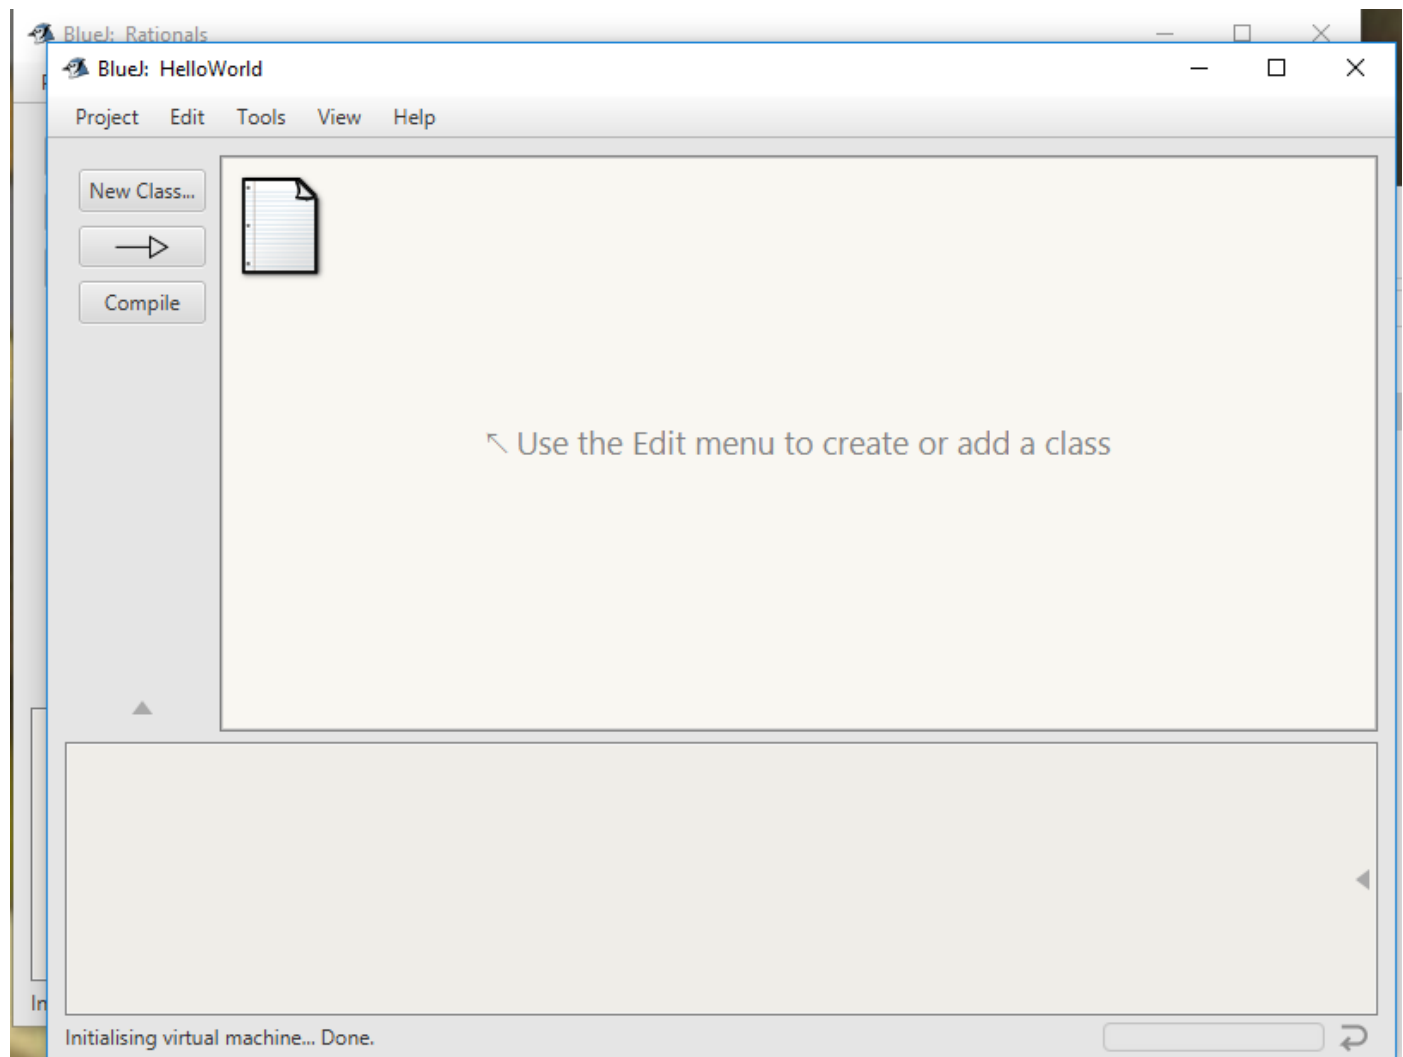 BlueJ: Rationals
BlueJ: HelloWorld
Project Edit Tools View Help
New Class...
Compile
↖ Use the Edit menu to create or add a class
Initialising virtual machine... Done.